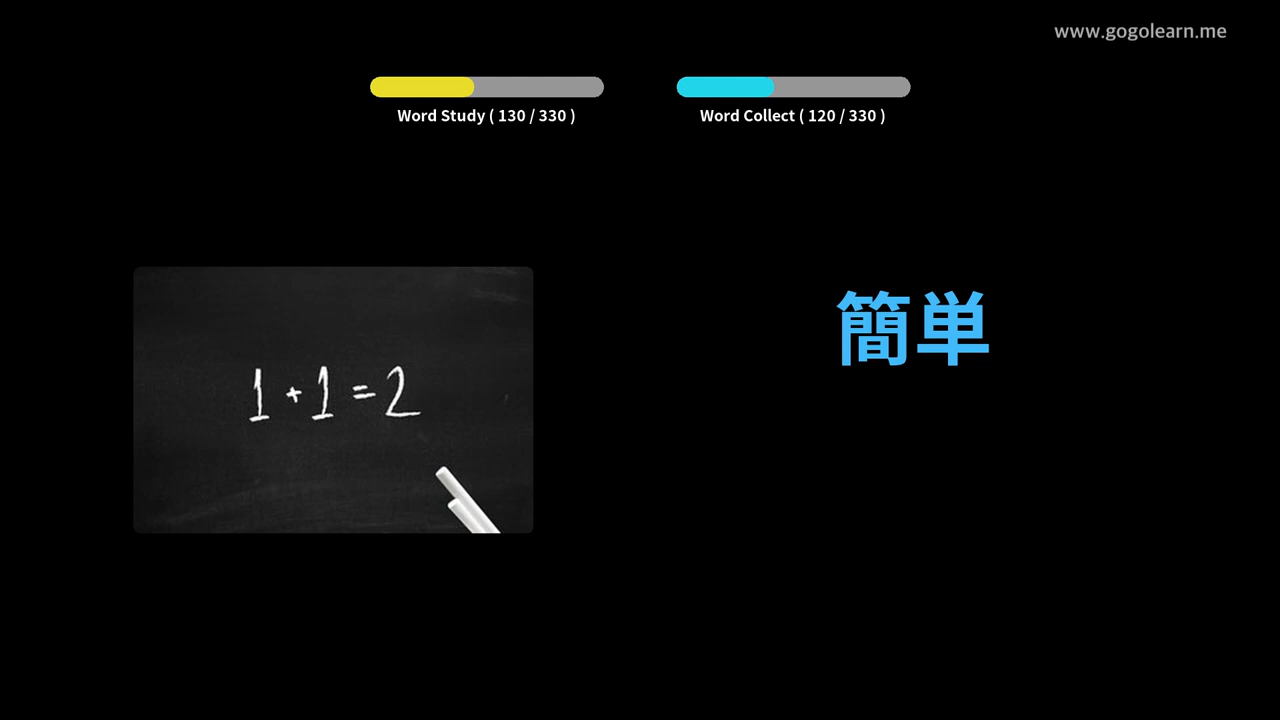 www.gogolearn.me
Word Study ( 130 / 330 )
Word Collect ( 120 / 330 )
1 + 1 = 2
簡単